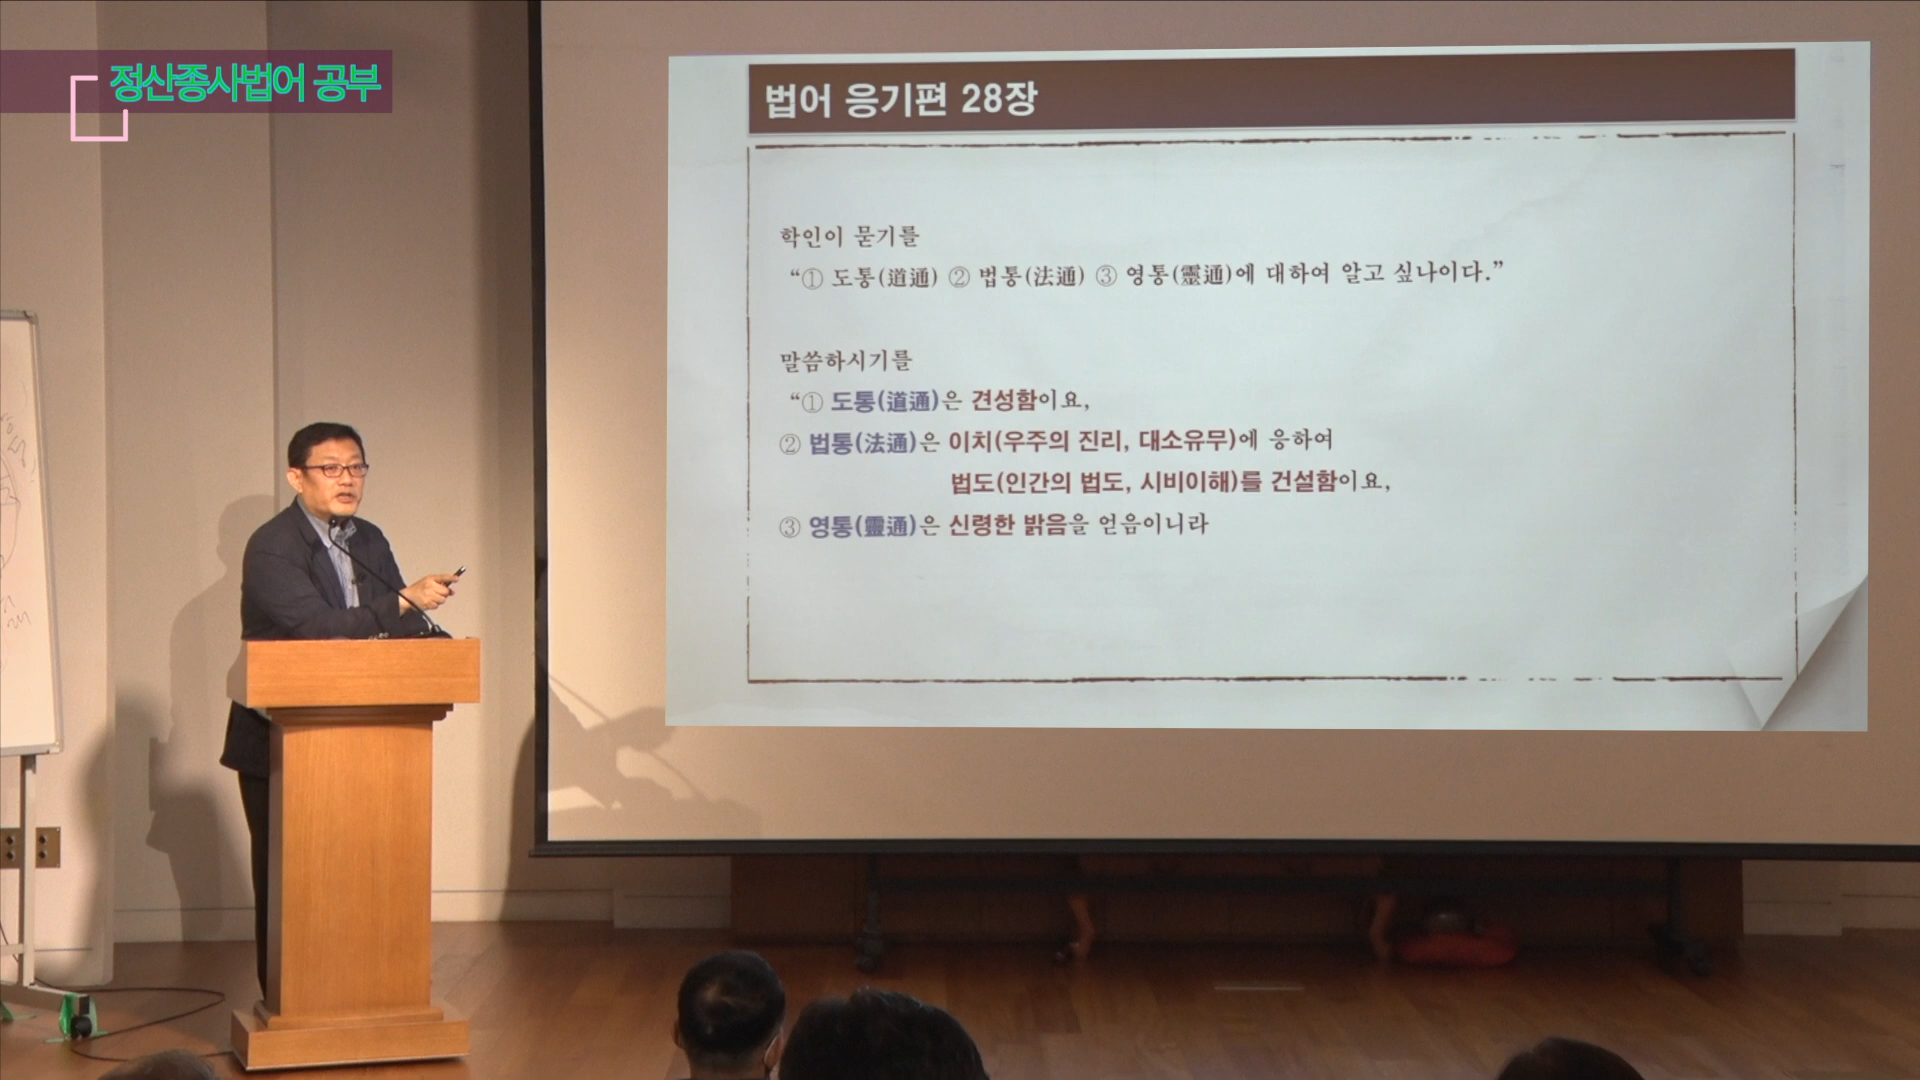 정산종사법어 공부
법어 응기편 28장
학인이 묻기를
“① 도통(道通) ② 법통(法通) ③ 영통(靈通)에 대하여 알고 싶나이다.”
말씀하시기를
“① 도통(道通)은 견성함이요,
② 법통(法通)은 이치(우주의 진리, 대소유무)에 응하여
법도(인간의 법도, 시비이해)를 건설함이요,
③ 영통(靈通)은 신령한 밝음을 얻음이니라